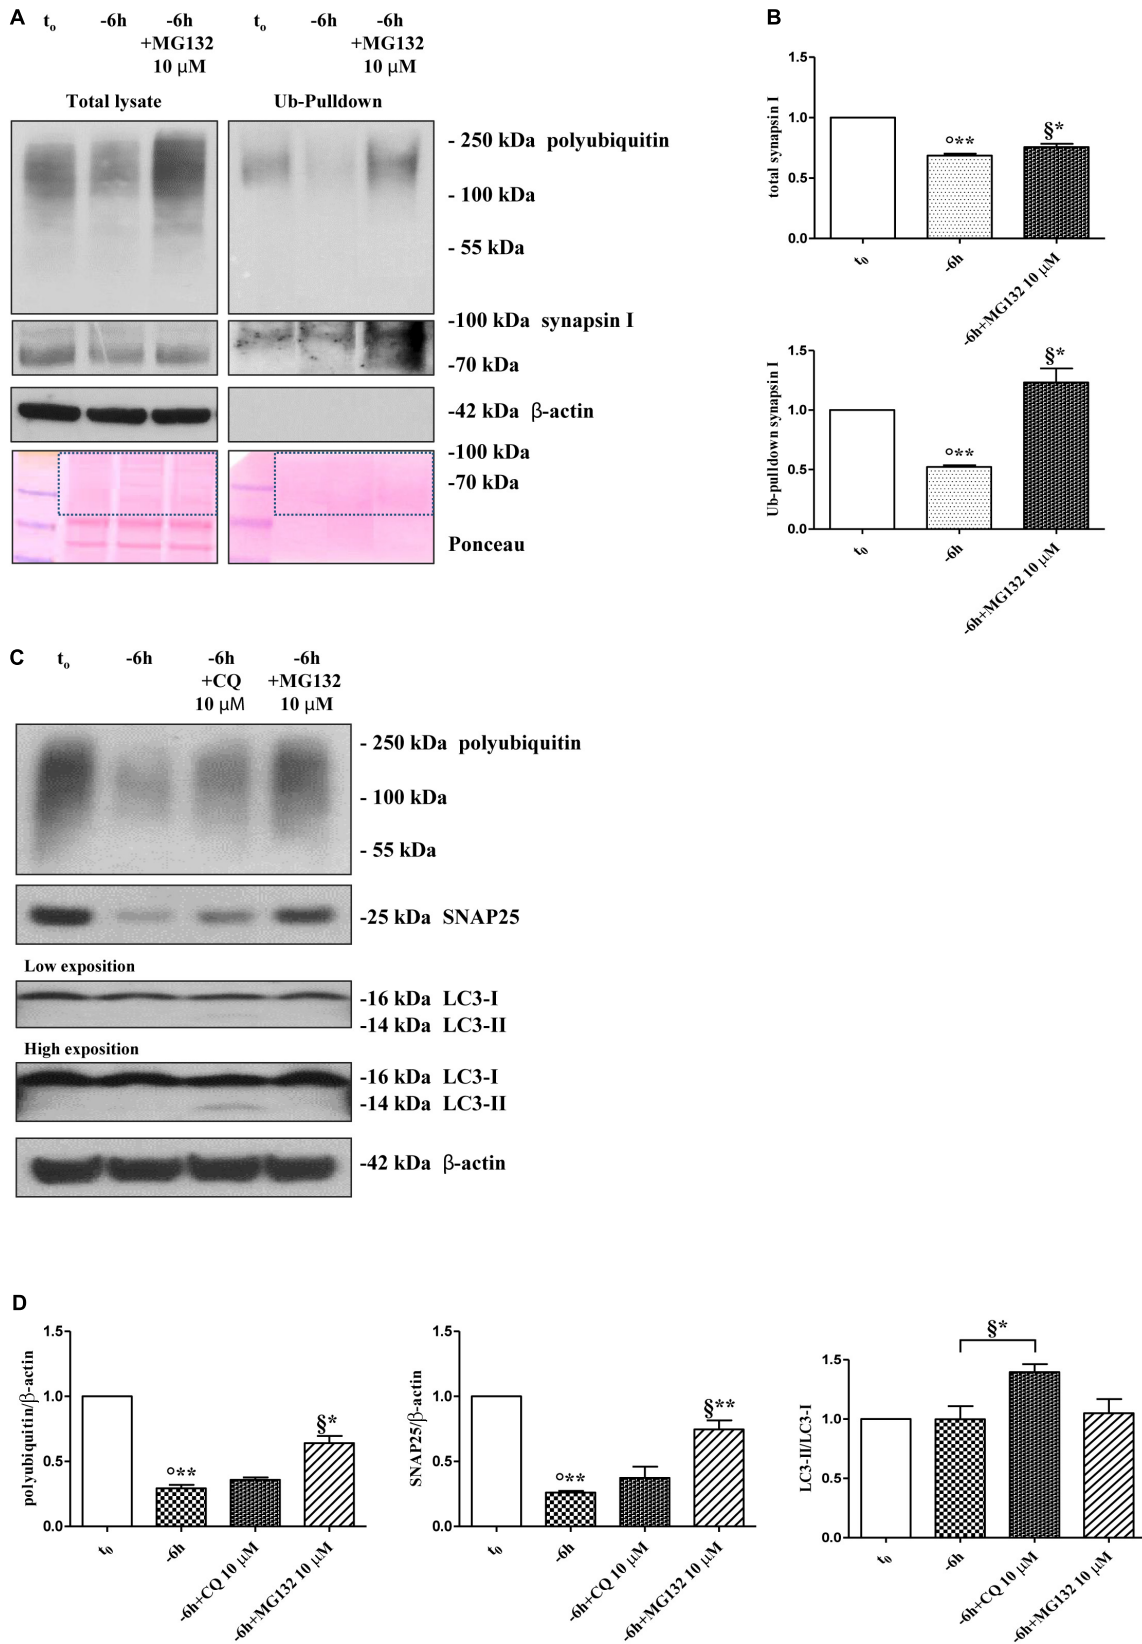 A
t₀ -6h -6h t₀ -6h -6h
+MG132 +MG132
10 µM 10 µM
Total lysate Ub-Pulldown
- 250 kDa polyubiquitin
- 100 kDa
- 55 kDa
-100 kDa synapsin I
-70 kDa
-42 kDa β-actin
-100 kDa
-70 kDa
Ponceau
B
total synapsin I
1.5
1.0
0.5
0.0
°**
§*
t₀
-6h
-6h+MG132 10 µM
Ub-pulldown synapsin I
1.5
1.0
0.5
0.0
°**
§*
t₀
-6h
-6h+MG132 10 µM
C
t₀ -6h -6h -6h
+CQ +MG132
10 µM 10 µM
- 250 kDa polyubiquitin
- 100 kDa
- 55 kDa
-25 kDa SNAP25
Low exposition
-16 kDa LC3-I
-14 kDa LC3-II
High exposition
-16 kDa LC3-I
-14 kDa LC3-II
-42 kDa β-actin
D
polyubiquitin/β-actin
1.5
1.0
0.5
0.0
°**
§*
t₀
-6h
-6h+CQ 10 µM
-6h+MG132 10 µM
SNAP25/β-actin
1.5
1.0
0.5
0.0
°**
§**
t₀
-6h
-6h+CQ 10 µM
-6h+MG132 10 µM
LC3-II/LC3-I
1.5
1.0
0.5
0.0
§*
t₀
-6h
-6h+CQ 10 µM
-6h+MG132 10 µM